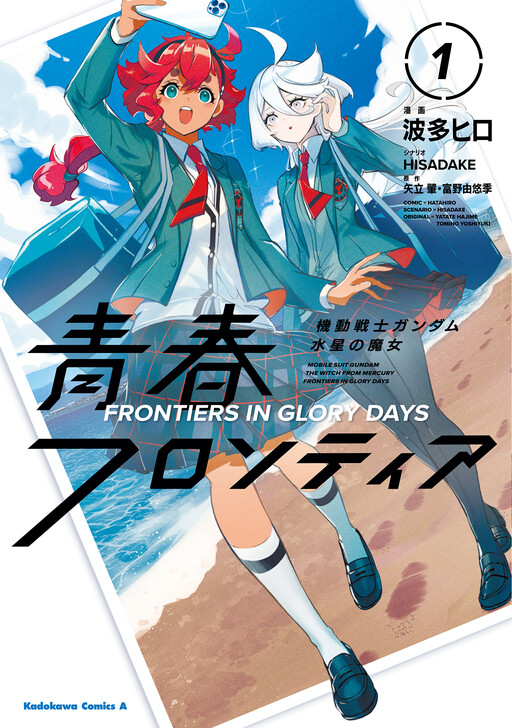 1
漫画
波多ヒロ
シナリオ
HISADAKE
原作
矢立 肇・富野由悠季
COMIC = HATAHIRO
SCENARIO = HISADAKE
ORIGINAL = YATATE HAJIME
TOMINO YOSHIYUKI
機動戦士ガンダム
水星の魔女
MOBILE SUIT GUNDAM
THE WITCH FROM MERCURY
FRONTIERS IN GLORY DAYS
青春
FRONTIERS IN GLORY DAYS
フロンティア
Kadokawa Comics A